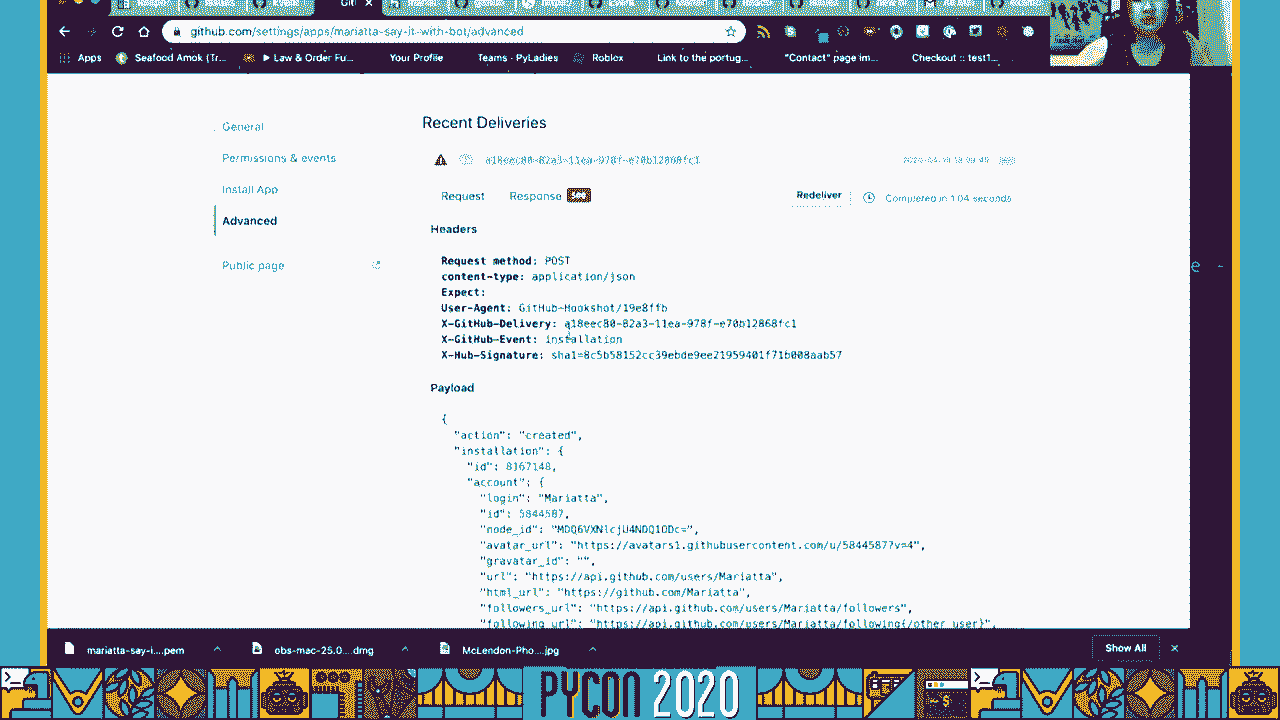 github.com/settings/apps/mariatta-say-it-with-bot/advanced
Apps
Seafood Amok (Tr...
Law & Order Fu...
Your Profile
Teams - PyLadies
Roblox
Link to the portug...
"Contact" page im...
Checkout :: test1...
General
Permissions & events
Install App
Advanced
Public page
Recent Deliveries
a18eec80-82a3-11ea-978f-e70b12868fc1
Request
Response
Redeliver
Completed in 1.04 seconds
Headers
Request method: POST
content-type: application/json
Expect:
User-Agent: GitHub-Hookshot/19e8ffb
X-GitHub-Delivery: a18eec80-82a3-11ea-978f-e70b12868fc1
X-GitHub-Event: installation
X-Hub-Signature: sha1=8c5b58152cc39ebde9ee21959401f71b008aab57
Payload
{
"action": "created",
"installation": {
"id": 8167148,
"account": {
"login": "Mariatta",
"id": 5844587,
"node_id": "MDQ6VXNlcjU4NDQ1ODc=",
"avatar_url": "https://avatars1.githubusercontent.com/u/5844587?v=4",
"gravatar_id": "",
"url": "https://api.github.com/users/Mariatta",
"html_url": "https://github.com/Mariatta",
"followers_url": "https://api.github.com/users/Mariatta/followers",
"following_url": "https://api.github.com/users/Mariatta/following{/other_user}",
mariatta-say-i....pem
obs-mac-25.0....dmg
McLendon-Pho....jpg
Show All
PYCON 2020